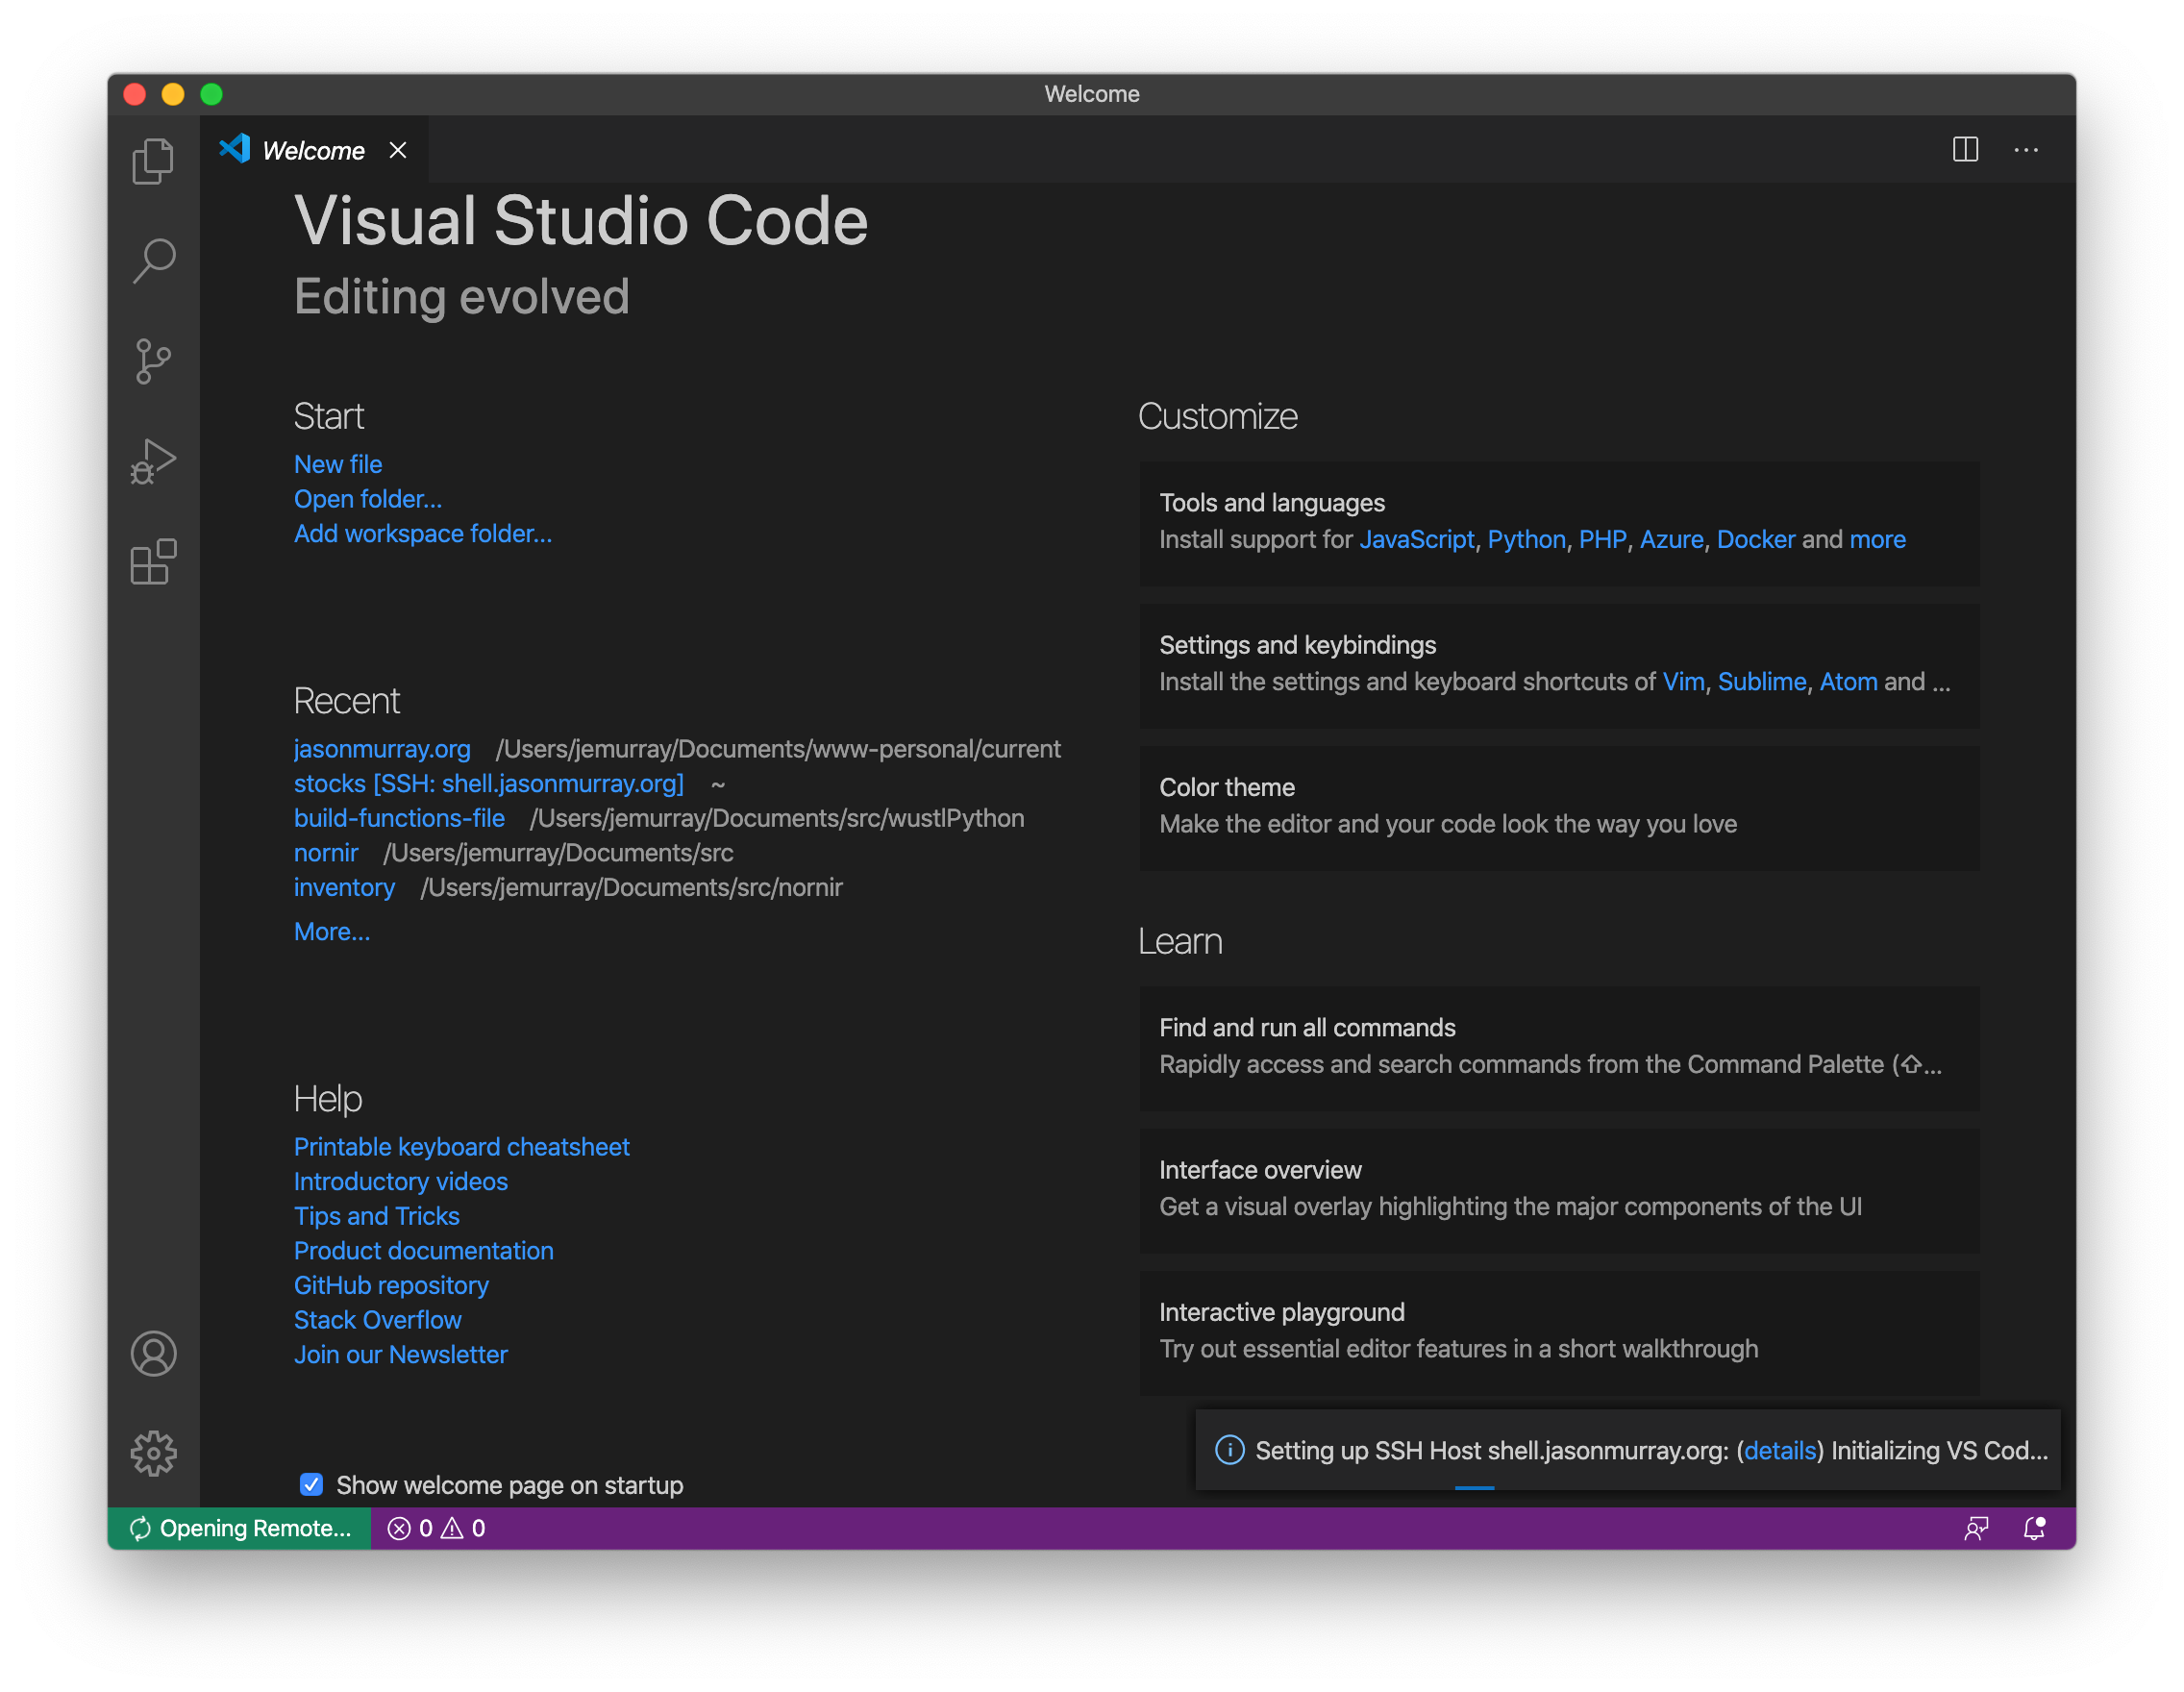 Welcome
Welcome
Visual Studio Code
Editing evolved
Start
New file
Open folder...
Add workspace folder...
Recent
jasonmurray.org /Users/jemurray/Documents/www-personal/current
stocks [SSH: shell.jasonmurray.org] ~
build-functions-file /Users/jemurray/Documents/src/wustlPython
nornir /Users/jemurray/Documents/src
inventory /Users/jemurray/Documents/src/nornir
More...
Help
Printable keyboard cheatsheet
Introductory videos
Tips and Tricks
Product documentation
GitHub repository
Stack Overflow
Join our Newsletter
Show welcome page on startup
Customize
Tools and languages
Install support for JavaScript, Python, PHP, Azure, Docker and more
Settings and keybindings
Install the settings and keyboard shortcuts of Vim, Sublime, Atom and ...
Color theme
Make the editor and your code look the way you love
Learn
Find and run all commands
Rapidly access and search commands from the Command Palette (⇧...
Interface overview
Get a visual overlay highlighting the major components of the UI
Interactive playground
Try out essential editor features in a short walkthrough
Setting up SSH Host shell.jasonmurray.org: (details) Initializing VS Cod...
Opening Remote... 0 0